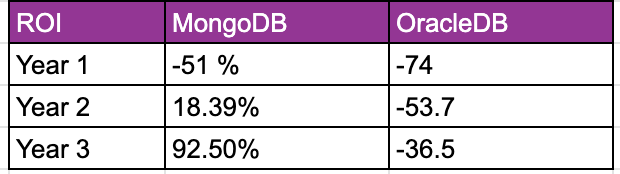 ROI MongoDB OracleDB
Year 1 -51 % -74
Year 2 18.39% -53.7
Year 3 92.50% -36.5